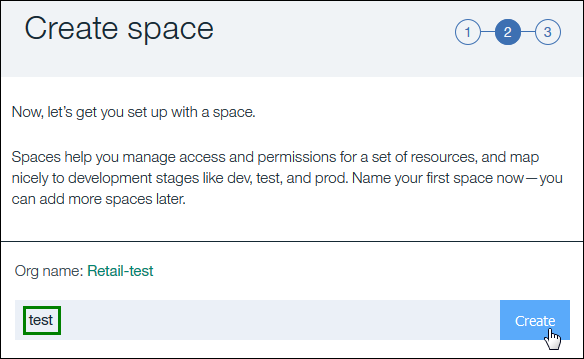 Create space
1 2 3
Now, let’s get you set up with a space.
Spaces help you manage access and permissions for a set of resources, and map
nicely to development stages like dev, test, and prod. Name your first space now—you
can add more spaces later.
Org name: Retail-test
test
Create